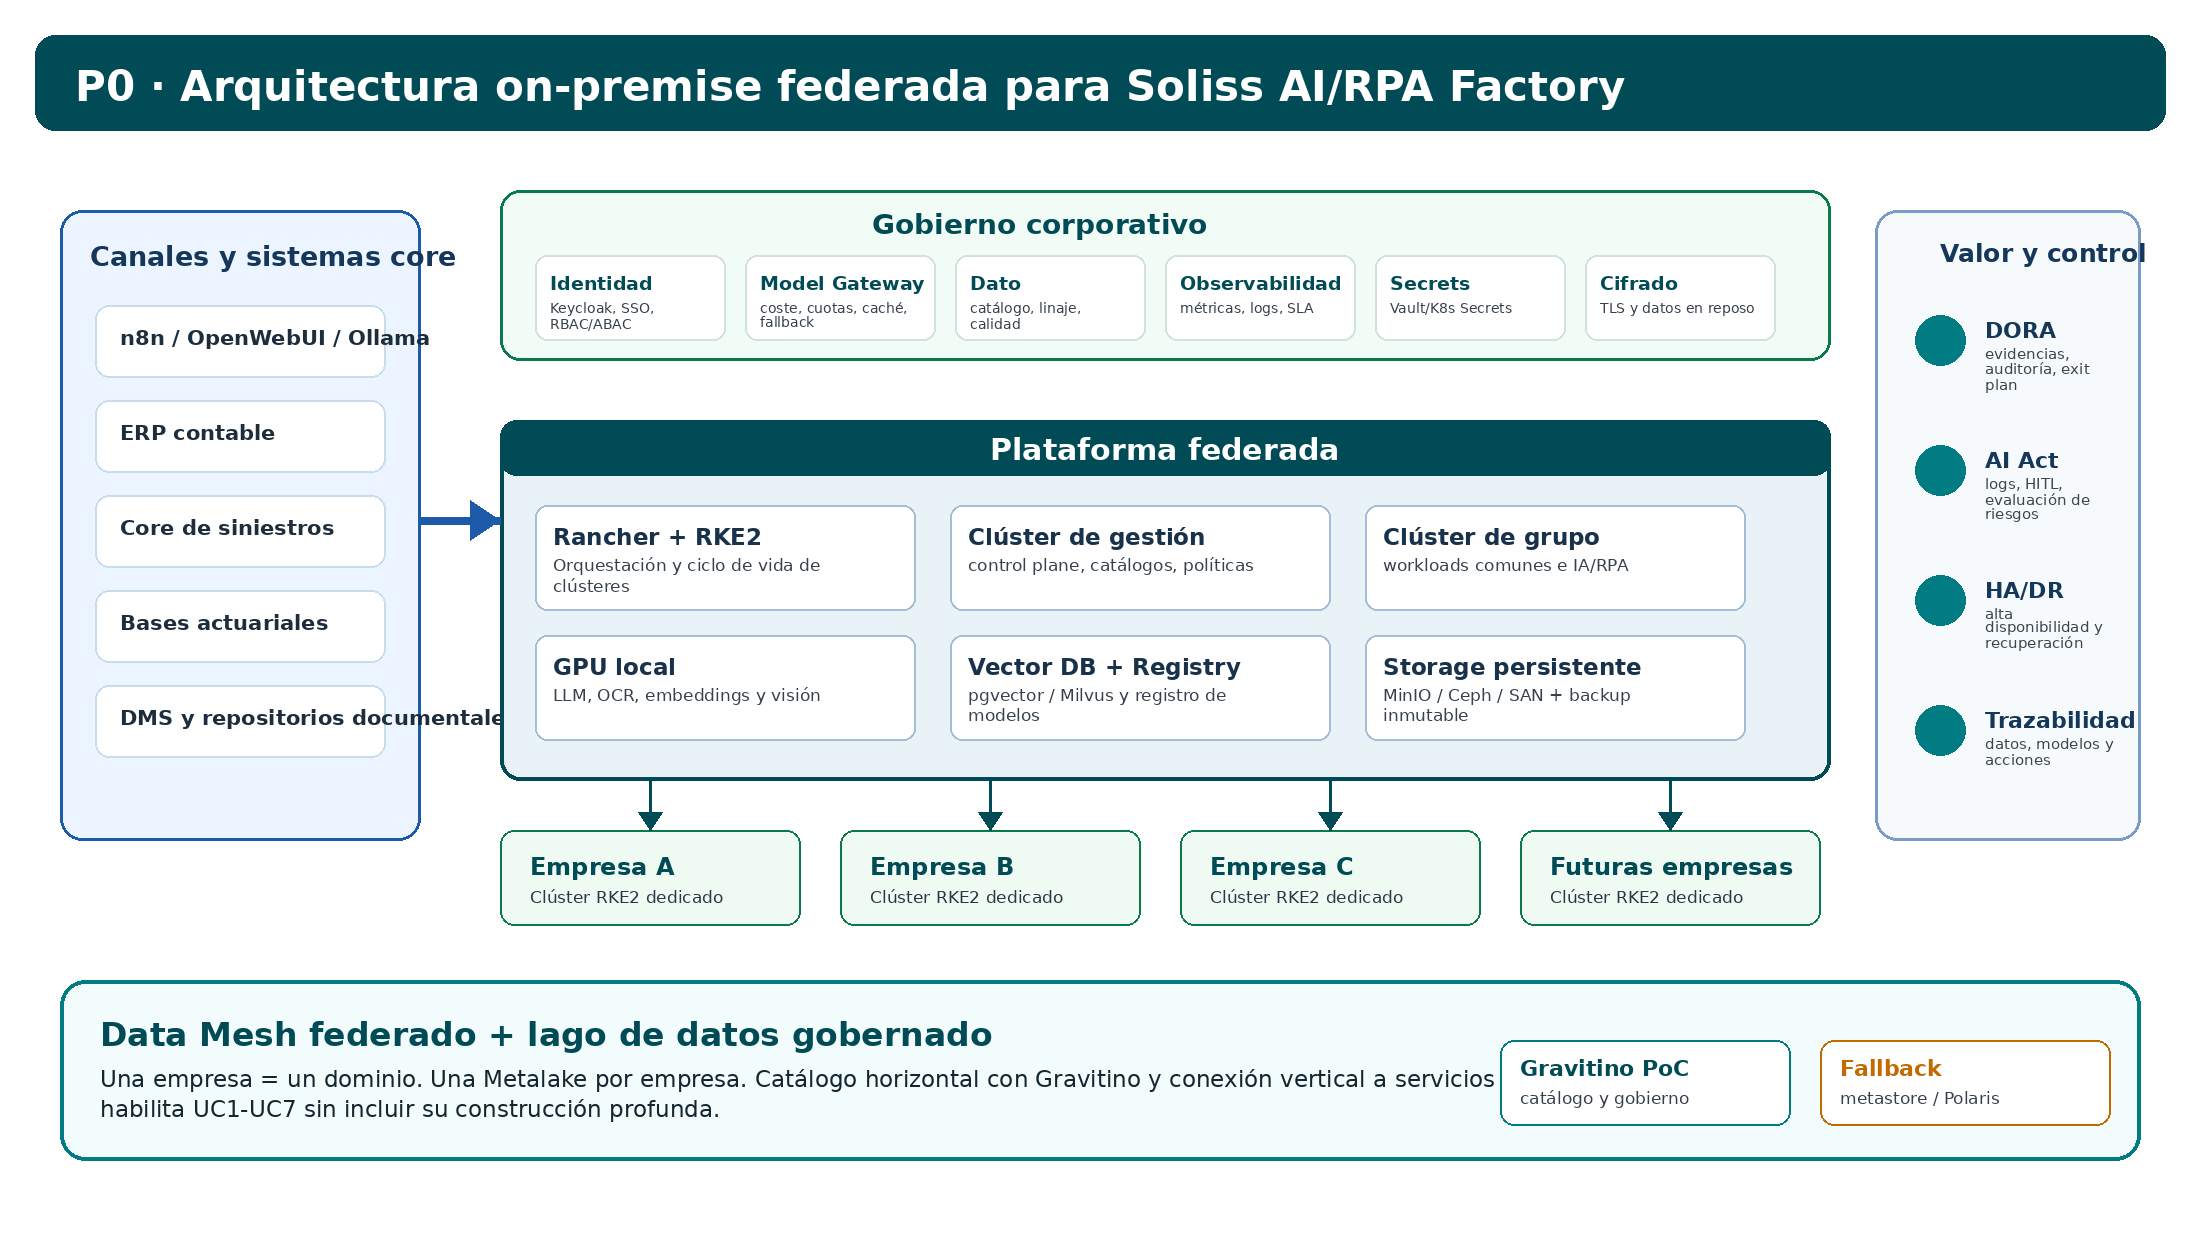 P0 · Arquitectura on-premise federada para Soliss AI/RPA Factory
Canales y sistemas core
n8n / OpenWebUI / Ollama
ERP contable
Core de siniestros
Bases actuariales
DMS y repositorios documentale
Gobierno corporativo
Identidad
Keycloak, SSO,
RBAC/ABAC
Model Gateway
coste, cuotas, caché,
fallback
Dato
catálogo, linaje,
calidad
Observabilidad
métricas, logs, SLA
Secrets
Vault/K8s Secrets
Cifrado
TLS y datos en reposo
Plataforma federada
Rancher + RKE2
Orquestación y ciclo de vida de
clústeres
Clúster de gestión
control plane, catálogos, políticas
Clúster de grupo
workloads comunes e IA/RPA
GPU local
LLM, OCR, embeddings y visión
Vector DB + Registry
pgvector / Milvus y registro de
modelos
Storage persistente
MinIO / Ceph / SAN + backup
inmutable
Empresa A
Clúster RKE2 dedicado
Empresa B
Clúster RKE2 dedicado
Empresa C
Clúster RKE2 dedicado
Futuras empresas
Clúster RKE2 dedicado
Valor y control
DORA
evidencias,
auditoría, exit
plan
AI Act
logs, HITL,
evaluación de
riesgos
HA/DR
alta
disponibilidad y
recuperación
Trazabilidad
datos, modelos y
acciones
Data Mesh federado + lago de datos gobernado
Una empresa = un dominio. Una Metalake por empresa. Catálogo horizontal con Gravitino y conexión vertical a servicios
habilita UC1-UC7 sin incluir su construcción profunda.
Gravitino PoC
catálogo y gobierno
Fallback
metastore / Polaris